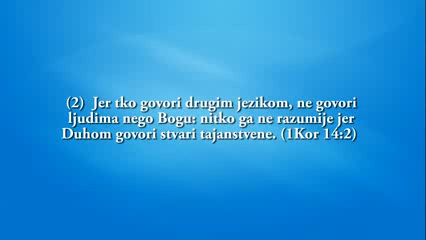 (2) Jer tko govori drugim jezikom, ne govori
ljudima nego Bogu: nitko ga ne razumije jer
Duhom govori stvari tajanstvene. (1Kor 14:2)